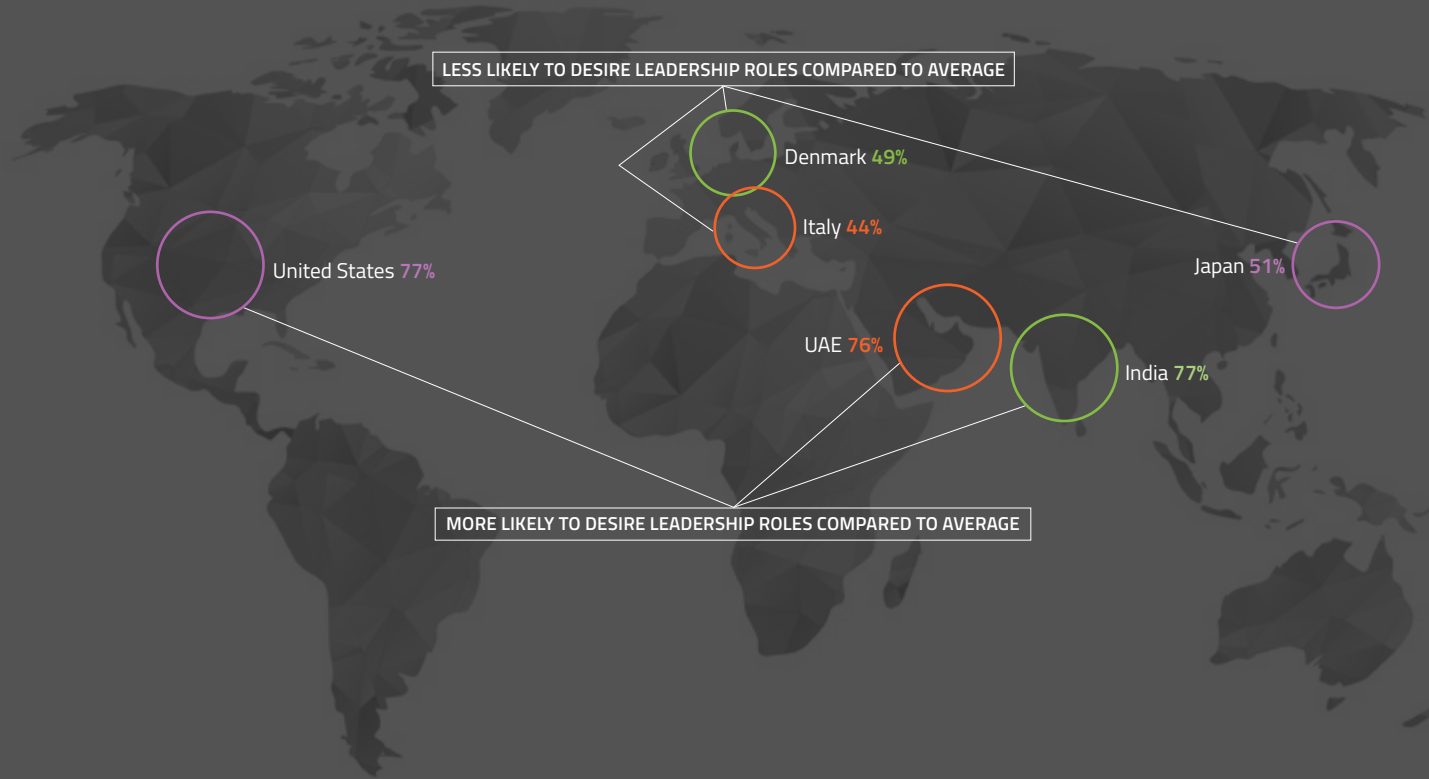 LESS LIKELY TO DESIRE LEADERSHIP ROLES COMPARED TO AVERAGE
Denmark 49%
Italy 44%
United States 77%
Japan 51%
UAE 76%
India 77%
MORE LIKELY TO DESIRE LEADERSHIP ROLES COMPARED TO AVERAGE